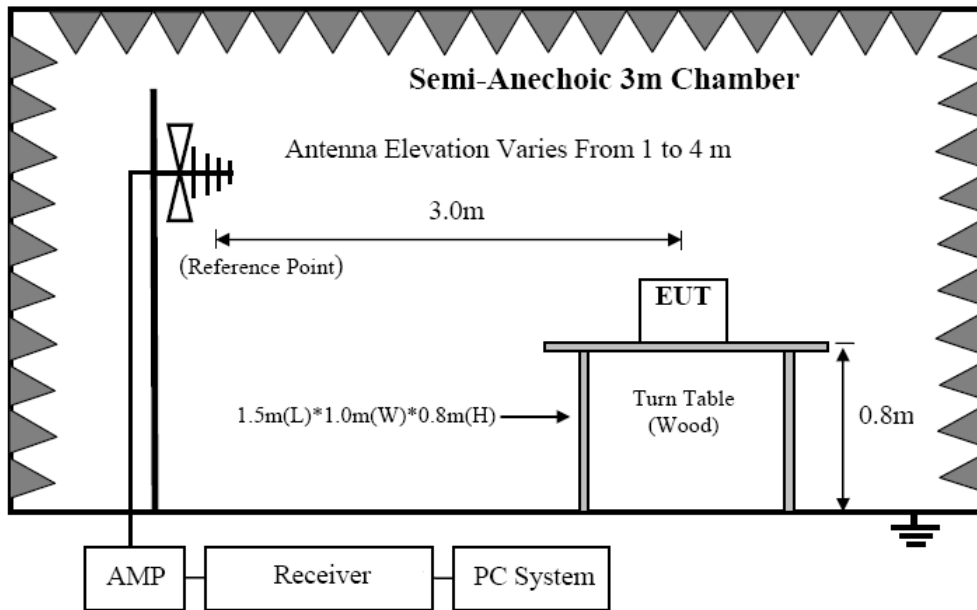 Semi-Anechoic 3m Chamber
Antenna Elevation Varies From 1 to 4 m
3.0m
(Reference Point)
EUT
1.5m(L)*1.0m(W)*0.8m(H)
Turn Table
(Wood)
0.8m
AMP
Receiver
PC System